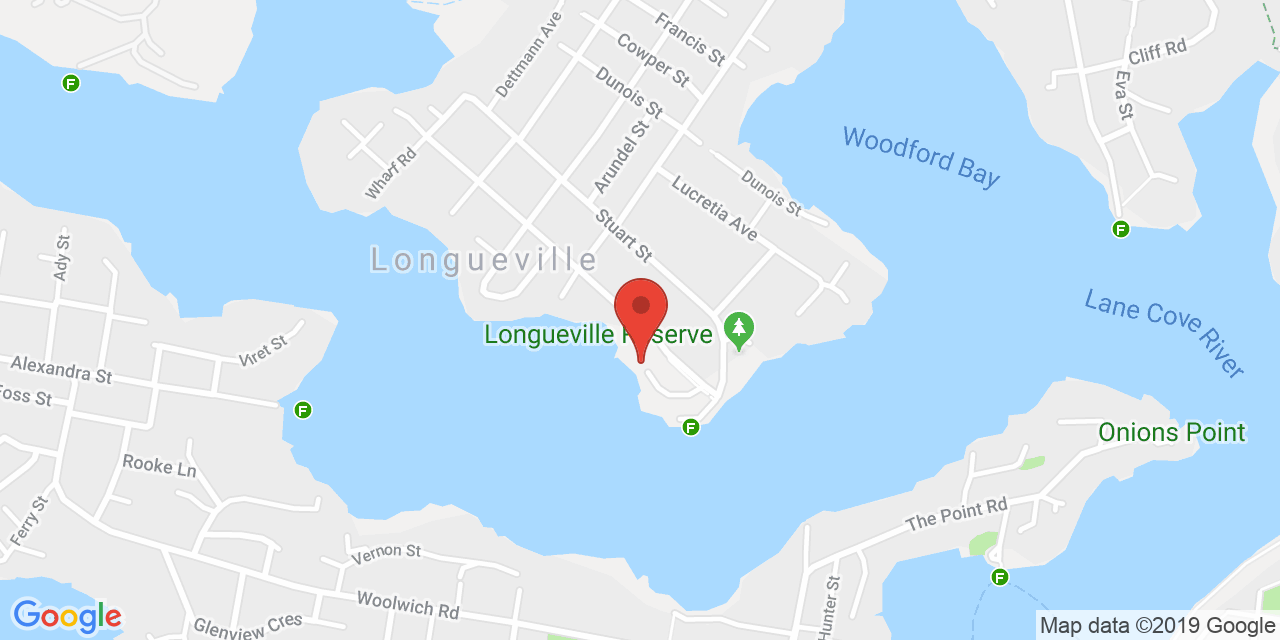 Francis St
Cowper St
Dettmann Ave
Dunois St
Arundel St
Wharf Rd
Cliff Rd
Eva St
Woodford Bay
Lucretia Ave
Dunois St
Stuart St
Longueville
Ady St
Lane Cove River
Longueville Reserve
Viret St
Alexandra St
Foss St
F
F
F
F
F
Onions Point
Rooke Ln
Ferry St
The Point Rd
Vernon St
Woolwich Rd
Hunter St
Glenview Cres
Google
Map data ©2019 Google